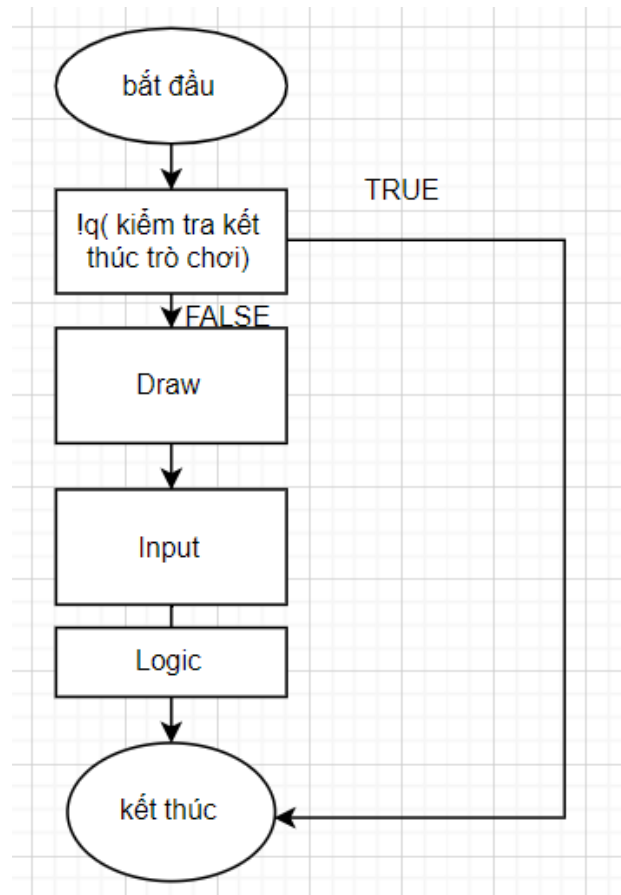 bắt đầu
!q( kiểm tra kết
thúc trò chơi)
TRUE
FALSE
Draw
Input
Logic
kết thúc